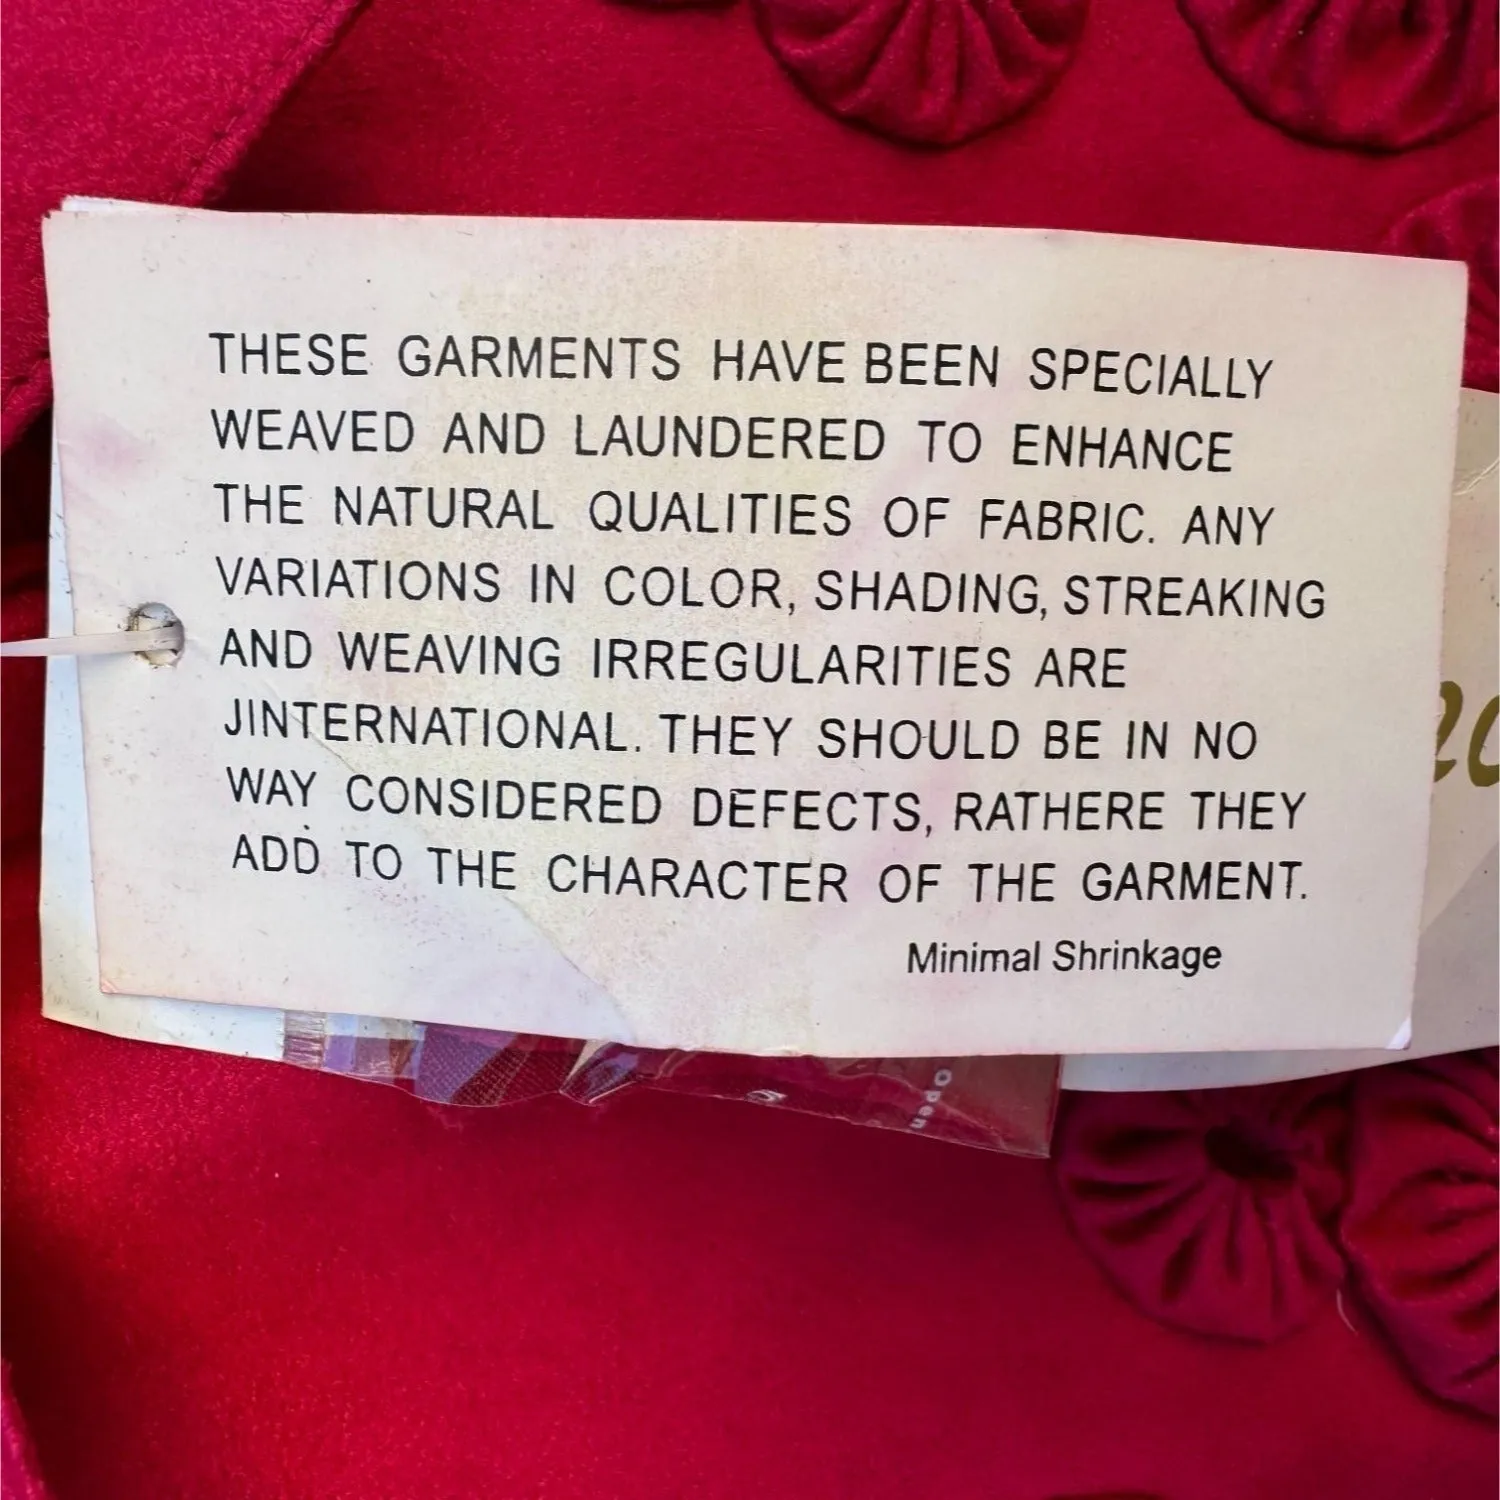 THESE GARMENTS HAVE BEEN SPECIALLY
WEAVED AND LAUNDERED TO ENHANCE
THE NATURAL QUALITIES OF FABRIC. ANY
VARIATIONS IN COLOR, SHADING, STREAKING
AND WEAVING IRREGULARITIES ARE
JINTERNATIONAL. THEY SHOULD BE IN NO
WAY CONSIDERED DEFECTS, RATHERE THEY
ADD TO THE CHARACTER OF THE GARMENT.
Minimal Shrinkage
open